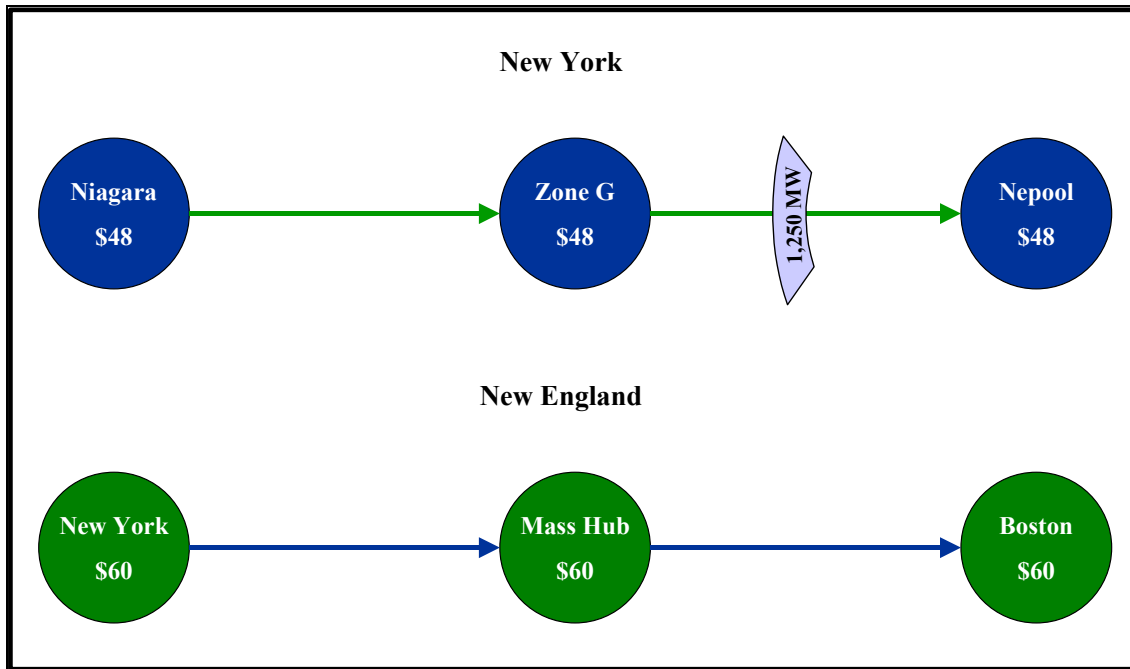 New York
Niagara
$48
Zone G
$48
1,250 MW
Nepool
$48
New England
New York
$60
Mass Hub
$60
Boston
$60